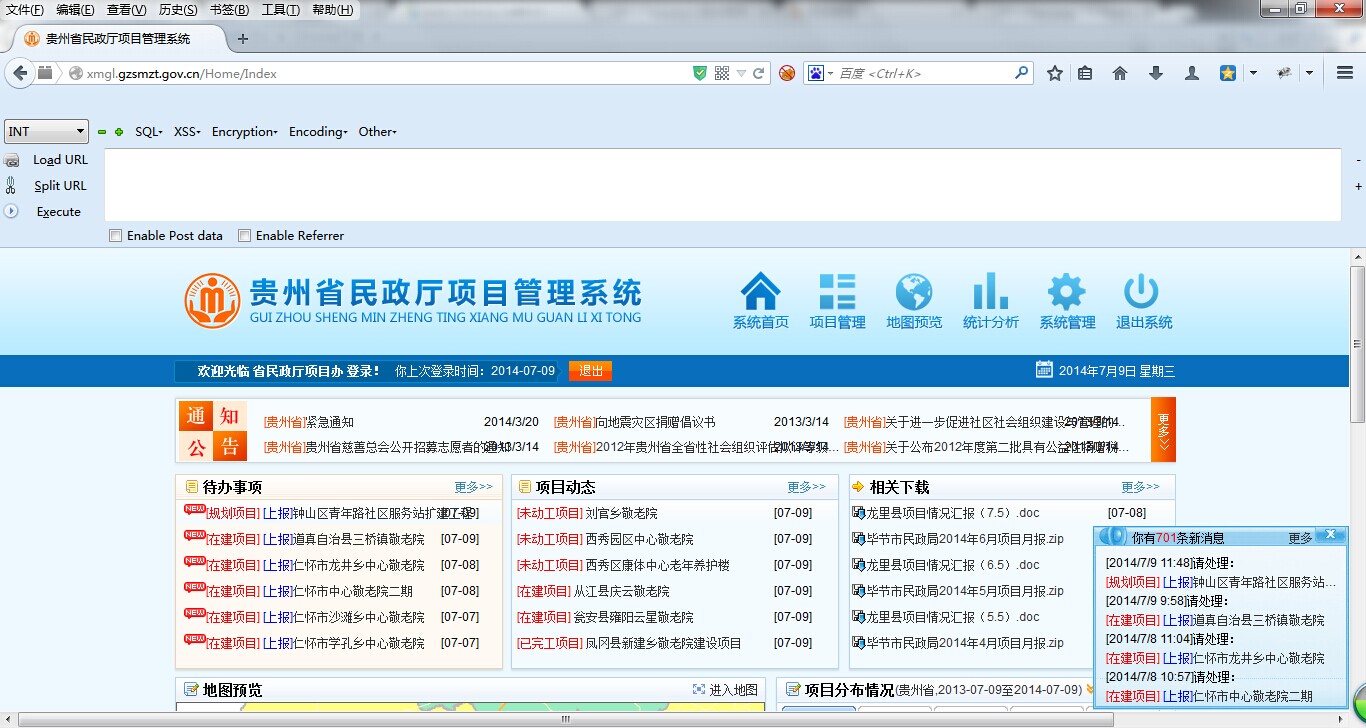 文件(F) 编辑(E) 查看(V) 历史(S) 书签(B) 工具(T) 帮助(H)
贵州省民政厅项目管理系统
xmgl.gzsmzt.gov.cn/Home/Index
百度 <Ctrl+K>
INT SQL- XSS- Encryption- Encoding- Other-
Load URL
Split URL
Execute
Enable Post data Enable Referrer
贵州省民政厅项目管理系统
GUI ZHOU SHENG MIN ZHENG TING XIANG MU GUAN LI XI TONG
系统首页 项目管理 地图预览 统计分析 系统管理 退出系统
欢迎光临 省民政厅项目办 登录! 你上次登录时间: 2014-07-09 退出 2014年7月9日 星期三
通知公告
[贵州省]紧急通知 2014/3/20 [贵州省]向地震灾区捐赠倡议书 2013/3/14 [贵州省]关于进一步促进社区社会组织建设与管理的...
[贵州省]贵州省慈善总会公开招募志愿者的通知 [贵州省]2012年贵州省全省性社会组织评估 [贵州省]关于公布2012年度第二批具有公益性捐赠
更多>>
待办事项 更多>>
[规划项目] [上报]钟山区青年路社区服务站扩建 [07-09]
[在建项目] [上报]道真自治县三桥镇敬老院 [07-09]
[在建项目] [上报]仁怀市龙井乡中心敬老院 [07-08]
[在建项目] [上报]仁怀市中心敬老院二期 [07-08]
[在建项目] [上报]仁怀市沙滩乡中心敬老院 [07-07]
[在建项目] [上报]仁怀市学孔乡中心敬老院 [07-07]
项目动态 更多>>
[未动工项目] 刘官乡敬老院 [07-09]
[未动工项目] 西秀园区中心敬老院 [07-09]
[未动工项目] 西秀区康体中心老年养护楼 [07-09]
[在建项目] 从江县庆云敬老院 [07-09]
[在建项目] 瓮安县雍阳云星敬老院 [07-09]
[已完工项目] 凤冈县新建乡敬老院建设项目 [07-09]
相关下载 更多>>
龙里县项目情况汇报（7.5）.doc [07-08]
毕节市民政局2014年6月项目月报.zip
龙里县项目情况汇报（6.5）.doc
毕节市民政局2014年5月项目月报.zip
龙里县项目情况汇报（5.5）.doc
毕节市民政局2014年4月项目月报.zip
你有701条新消息 更多
[2014/7/9 11:48]请处理:
[规划项目] [上报]钟山区青年路社区服务站...
[2014/7/9 9:58]请处理:
[在建项目] [上报]道真自治县三桥镇敬老院
[2014/7/8 11:04]请处理:
[在建项目] [上报]仁怀市龙井乡中心敬老院
[2014/7/8 10:57]请处理:
[在建项目] [上报]仁怀市中心敬老院二期
地图预览 进入地图
项目分布情况(贵州省,2013-07-09至2014-07-09)